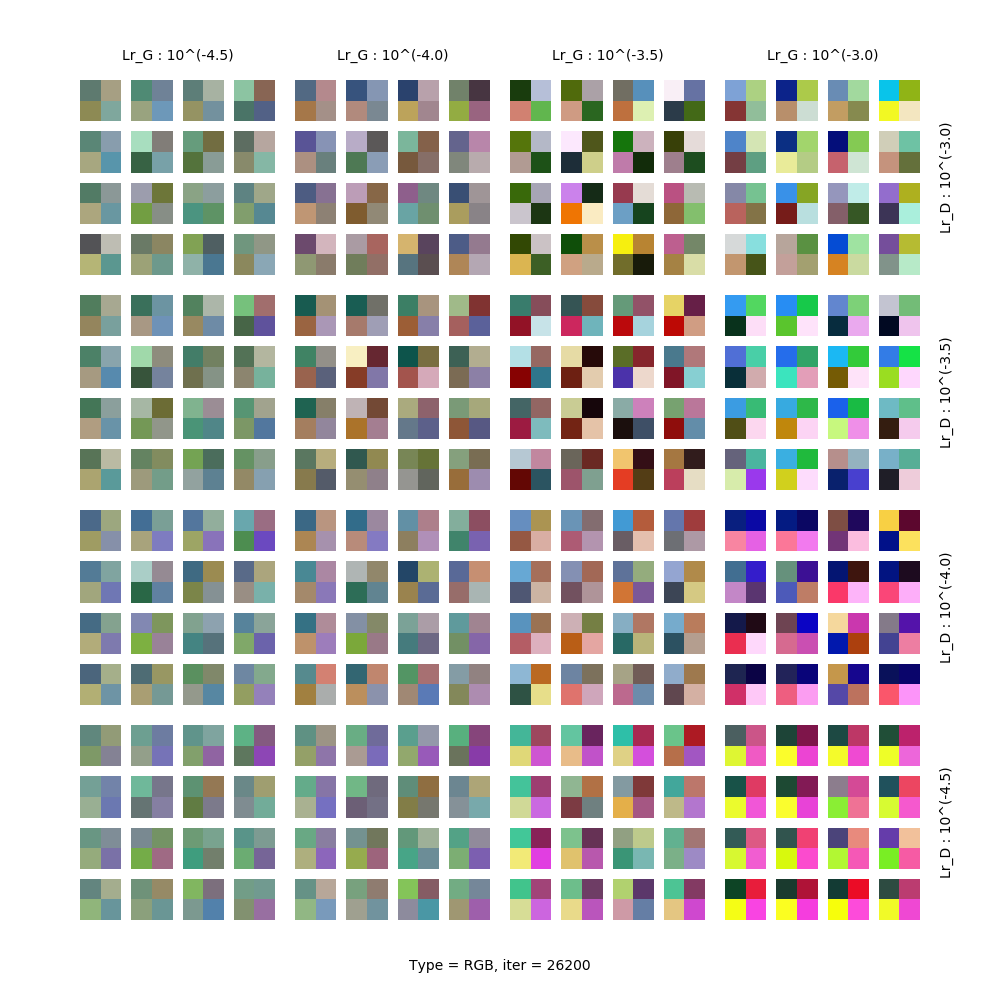 Lr_G : 10^(-4.5)
Lr_G : 10^(-4.0)
Lr_G : 10^(-3.5)
Lr_G : 10^(-3.0)
Lr_D : 10^(-3.0)
Lr_D : 10^(-3.5)
Lr_D : 10^(-4.0)
Lr_D : 10^(-4.5)
Type = RGB, iter = 26200